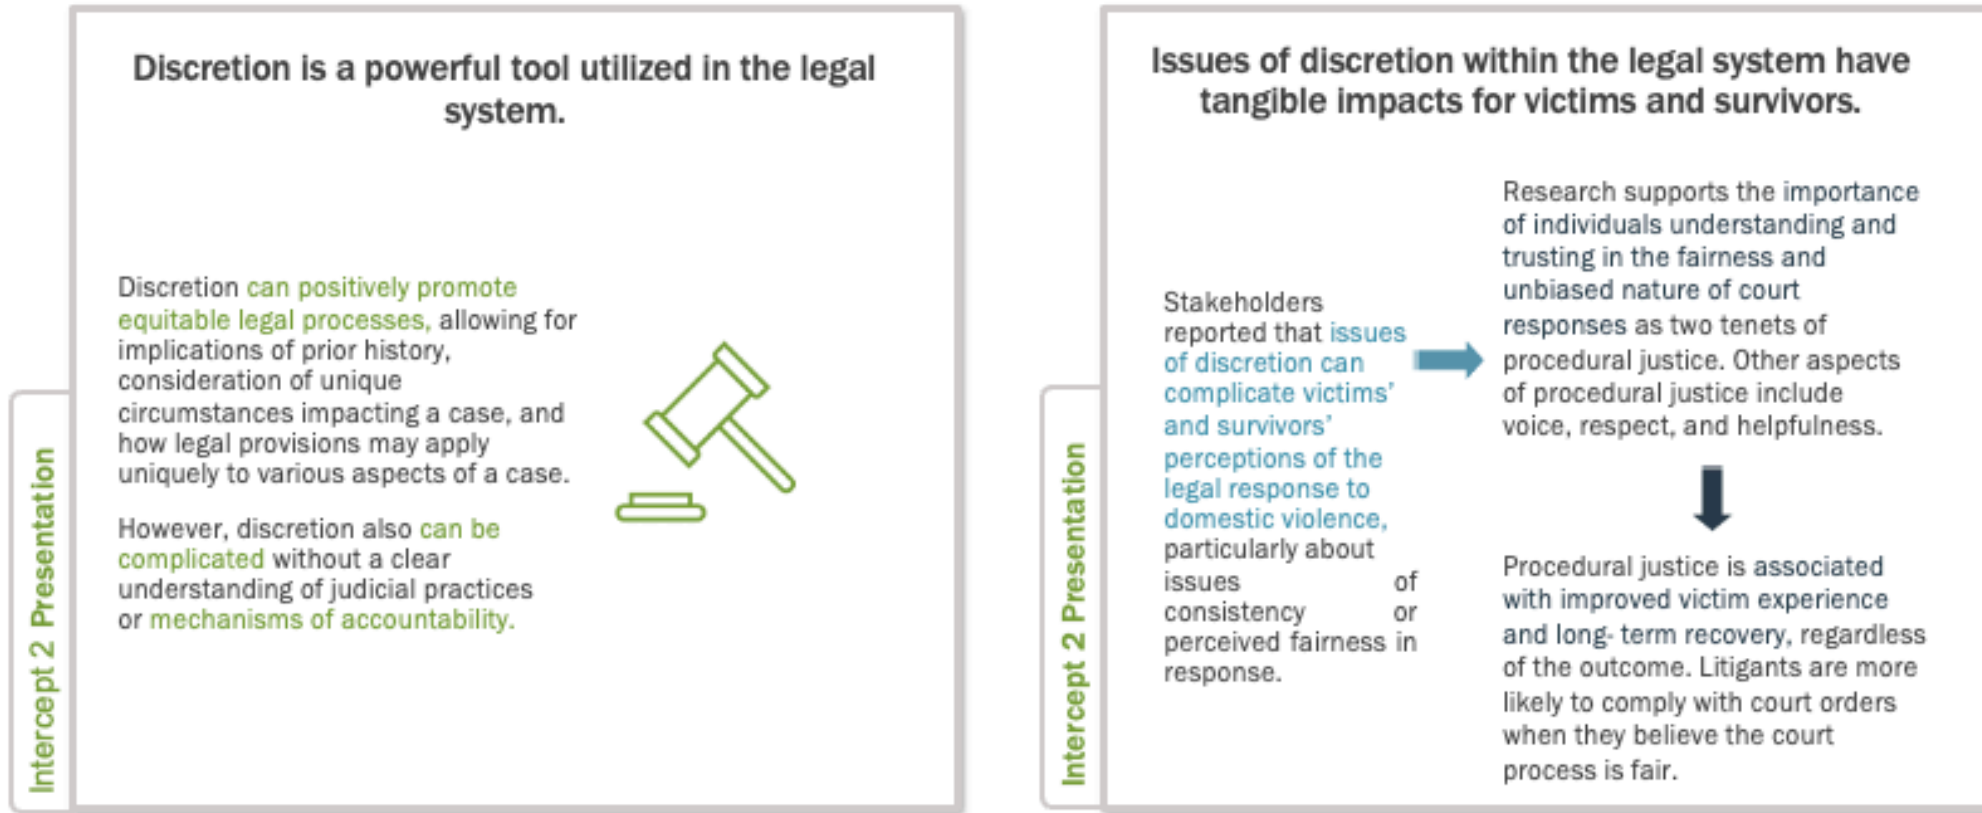 Discretion is a powerful tool utilized in the legal
system.
Discretion can positively promote
equitable legal processes, allowing for
implications of prior history,
consideration of unique
circumstances impacting a case, and
how legal provisions may apply
uniquely to various aspects of a case.
However, discretion also can be
complicated without a clear
understanding of judicial practices
or mechanisms of accountability.
Intercept 2 Presentation
Issues of discretion within the legal system have
tangible impacts for victims and survivors.
Stakeholders
reported that issues
of discretion can
complicate victims’
and survivors’
perceptions of the
legal response to
domestic violence,
particularly about
issues of
consistency or
perceived fairness in
response.
Research supports the importance
of individuals understanding and
trusting in the fairness and
unbiased nature of court
responses as two tenets of
procedural justice. Other aspects
of procedural justice include
voice, respect, and helpfulness.
Procedural justice is associated
with improved victim experience
and long- term recovery, regardless
of the outcome. Litigants are more
likely to comply with court orders
when they believe the court
process is fair.
Intercept 2 Presentation